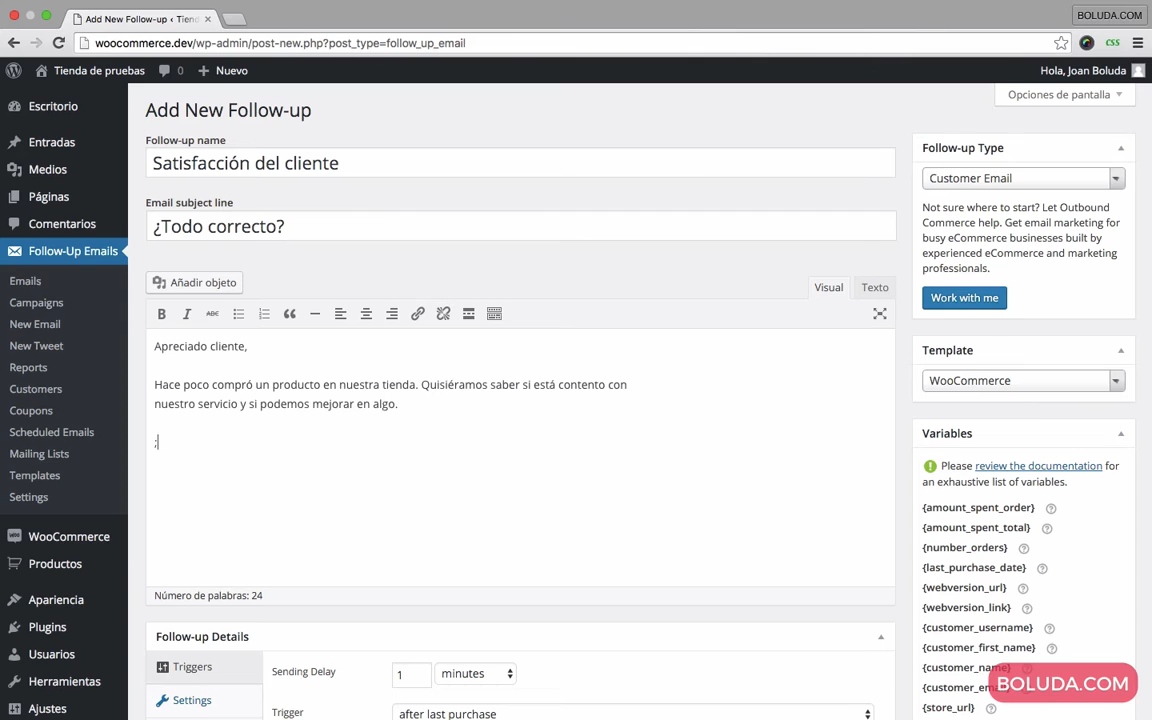 Add New Follow-up ‹ Tiend
BOLUDA.COM
woocommerce.dev/wp-admin/post-new.php?post_type=follow_up_email
CSS
Tienda de pruebas
0
Nuevo
Hola, Joan Boluda
Escritorio
Entradas
Medios
Páginas
Comentarios
Follow-Up Emails
Emails
Campaigns
New Email
New Tweet
Reports
Customers
Coupons
Scheduled Emails
Mailing Lists
Templates
Settings
WooCommerce
Productos
Apariencia
Plugins
Usuarios
Herramientas
Ajustes
Opciones de pantalla
Add New Follow-up
Follow-up name
Satisfacción del cliente
Email subject line
¿Todo correcto?
Añadir objeto
Visual
Texto
B I ABC
Apreciado cliente,
Hace poco compró un producto en nuestra tienda. Quisiéramos saber si está contento con
nuestro servicio y si podemos mejorar en algo.
;
Número de palabras: 24
Follow-up Details
Triggers
Settings
Sending Delay
1
minutes
Trigger
after last purchase
Follow-up Type
Customer Email
Not sure where to start? Let Outbound
Commerce help. Get email marketing for
busy eCommerce businesses built by
experienced eCommerce and marketing
professionals.
Work with me
Template
WooCommerce
Variables
Please review the documentation for
an exhaustive list of variables.
{amount_spent_order}
{amount_spent_total}
{number_orders}
{last_purchase_date}
{webversion_url}
{webversion_link}
{customer_username}
{customer_first_name}
{customer_name
{customer_em
{store_url}
BOLUDA.COM